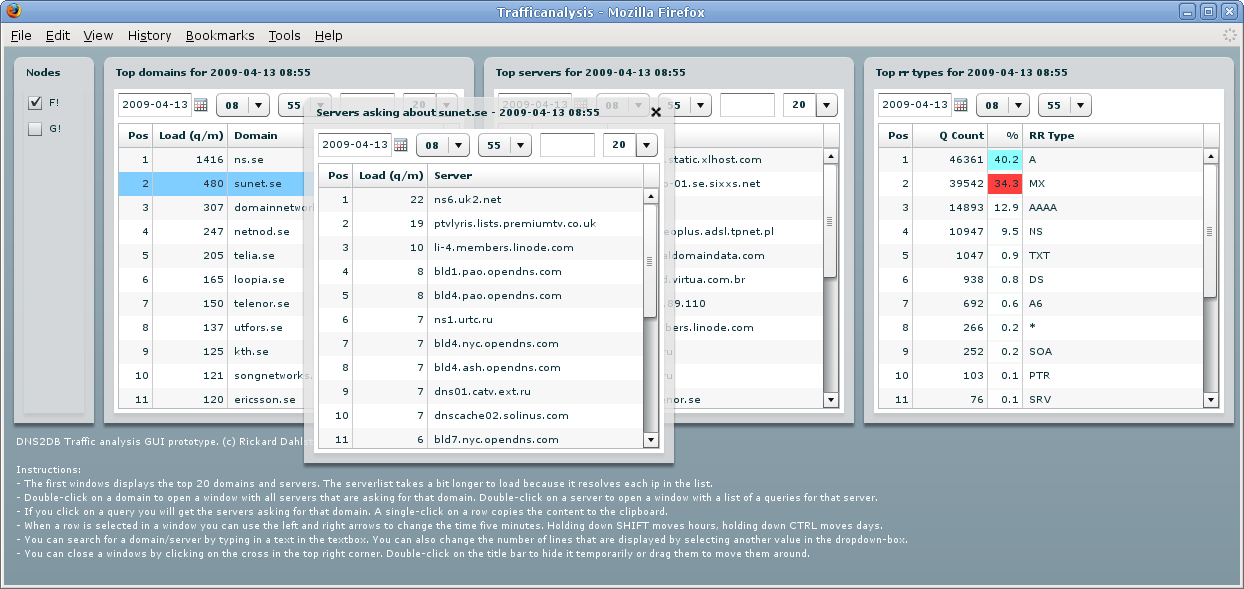 Trafficanalysis - Mozilla Firefox
File Edit View History Bookmarks Tools Help
Nodes
F!
G!
Top domains for 2009-04-13 08:55
2009-04-13 08 55 20
Pos Load (q/m) Domain
1 1416 ns.se
2 480 sunet.se
3 307 domainnetwor
4 247 netnod.se
5 205 telia.se
6 165 loopia.se
7 150 telenor.se
8 137 utfors.se
9 125 kth.se
10 121 songnetworks.
11 120 ericsson.se
Servers asking about sunet.se - 2009-04-13 08:55
2009-04-13 08 55 20
Pos Load (q/m) Server
1 22 ns6.uk2.net
2 19 ptvlyris.lists.premiumtv.co.uk
3 10 li-4.members.linode.com
4 8 bld1.pao.opendns.com
5 8 bld4.pao.opendns.com
6 7 ns1.urtc.ru
7 7 bld4.nyc.opendns.com
8 7 bld4.ash.opendns.com
9 7 dns01.catv.ext.ru
10 7 dnscache02.solinus.com
11 6 bld7.nyc.opendns.com
Top servers for 2009-04-13 08:55
2009-04-13 08 55 20
.static.xlhost.com
o-01.se.sixxs.net
eoplus.adsl.tpnet.pl
aldomaindata.com
d.virtua.com.br
.89.110
bers.linode.com
ru
ru
enor.se
Top rr types for 2009-04-13 08:55
2009-04-13 08 55
Pos Q Count % RR Type
1 46361 40.2 A
2 39542 34.3 MX
3 14893 12.9 AAAA
4 10947 9.5 NS
5 1047 0.9 TXT
6 938 0.8 DS
7 692 0.6 A6
8 266 0.2 *
9 252 0.2 SOA
10 103 0.1 PTR
11 76 0.1 SRV
DNS2DB Traffic analysis GUI prototype. (c) Rickard Dahlst
Instructions:
- The first windows displays the top 20 domains and servers. The serverlist takes a bit longer to load because it resolves each ip in the list.
- Double-click on a domain to open a window with all servers that are asking for that domain. Double-click on a server to open a window with a list of a queries for that server.
- If you click on a query you will get the servers asking for that domain. A single-click on a row copies the content to the clipboard.
- When a row is selected in a window you can use the left and right arrows to change the time five minutes. Holding down SHIFT moves hours, holding down CTRL moves days.
- You can search for a domain/server by typing in a text in the textbox. You can also change the number of lines that are displayed by selecting another value in the dropdown-box.
- You can close a windows by clicking on the cross in the top right corner. Double-click on the title bar to hide it temporarily or drag them to move them around.